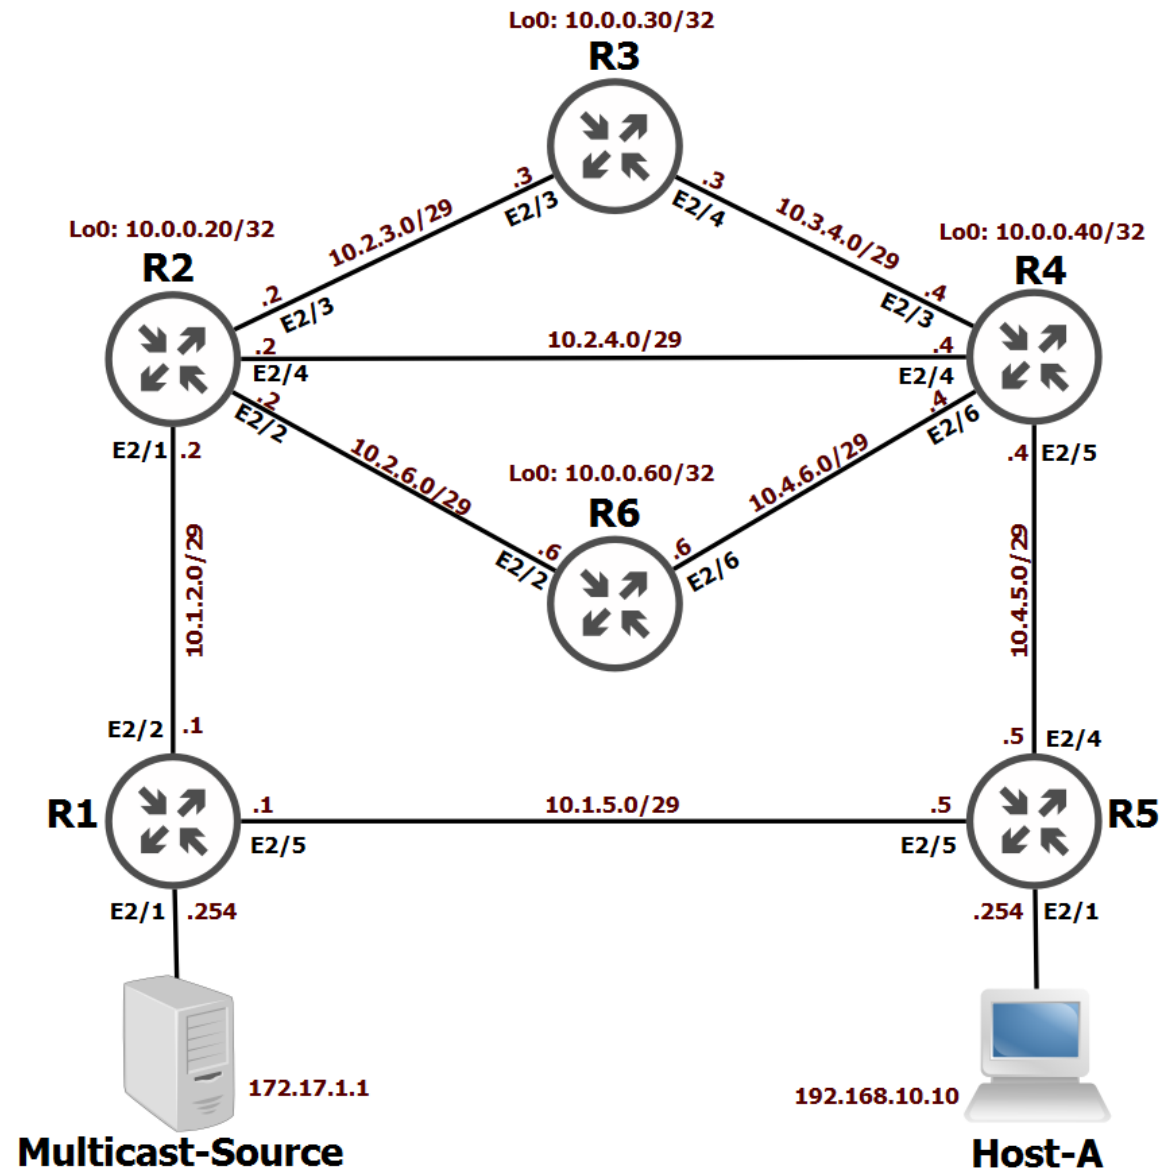 Lo0: 10.0.0.30/32
R3
.3
E2/3
.3
E2/4
10.2.3.0/29
10.3.4.0/29
Lo0: 10.0.0.20/32
R2
Lo0: 10.0.0.40/32
R4
.2
E2/3
.4
E2/3
.2
E2/4
10.2.4.0/29
.4
E2/4
.2
E2/2
.4
E2/6
E2/1
.2
10.2.6.0/29
10.4.6.0/29
.4
E2/5
Lo0: 10.0.0.60/32
R6
.6
E2/2
.6
E2/6
10.1.2.0/29
10.4.5.0/29
E2/2
.1
.5
E2/4
R1
.1
E2/5
10.1.5.0/29
.5
E2/5
R5
E2/1
.254
.254
E2/1
172.17.1.1
192.168.10.10
Multicast-Source
Host-A